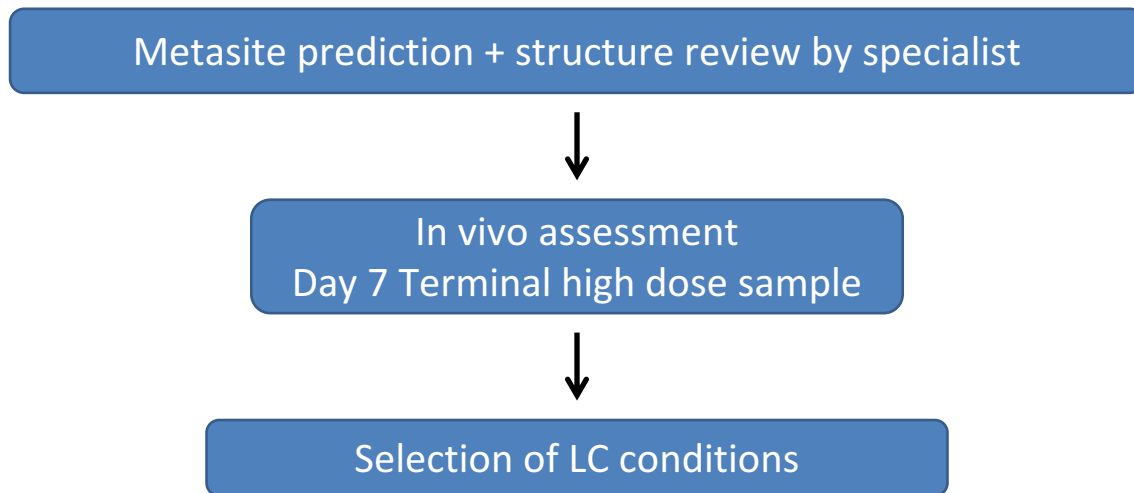 Metasite prediction + structure review by specialist
In vivo assessment
Day 7 Terminal high dose sample
Selection of LC conditions